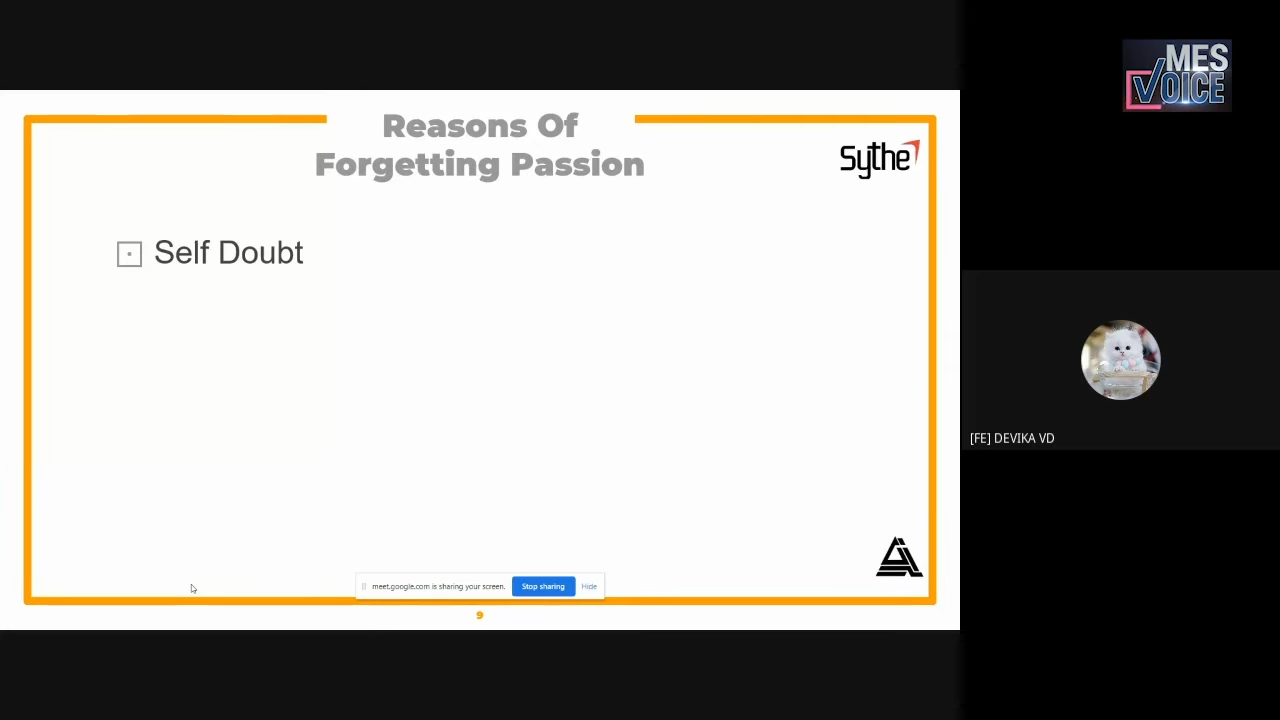 MES
VOICE
Reasons Of
Forgetting Passion
Sythe
Self Doubt
[FE] DEVIKA VD
meet.google.com is sharing your screen. Stop sharing Hide
9